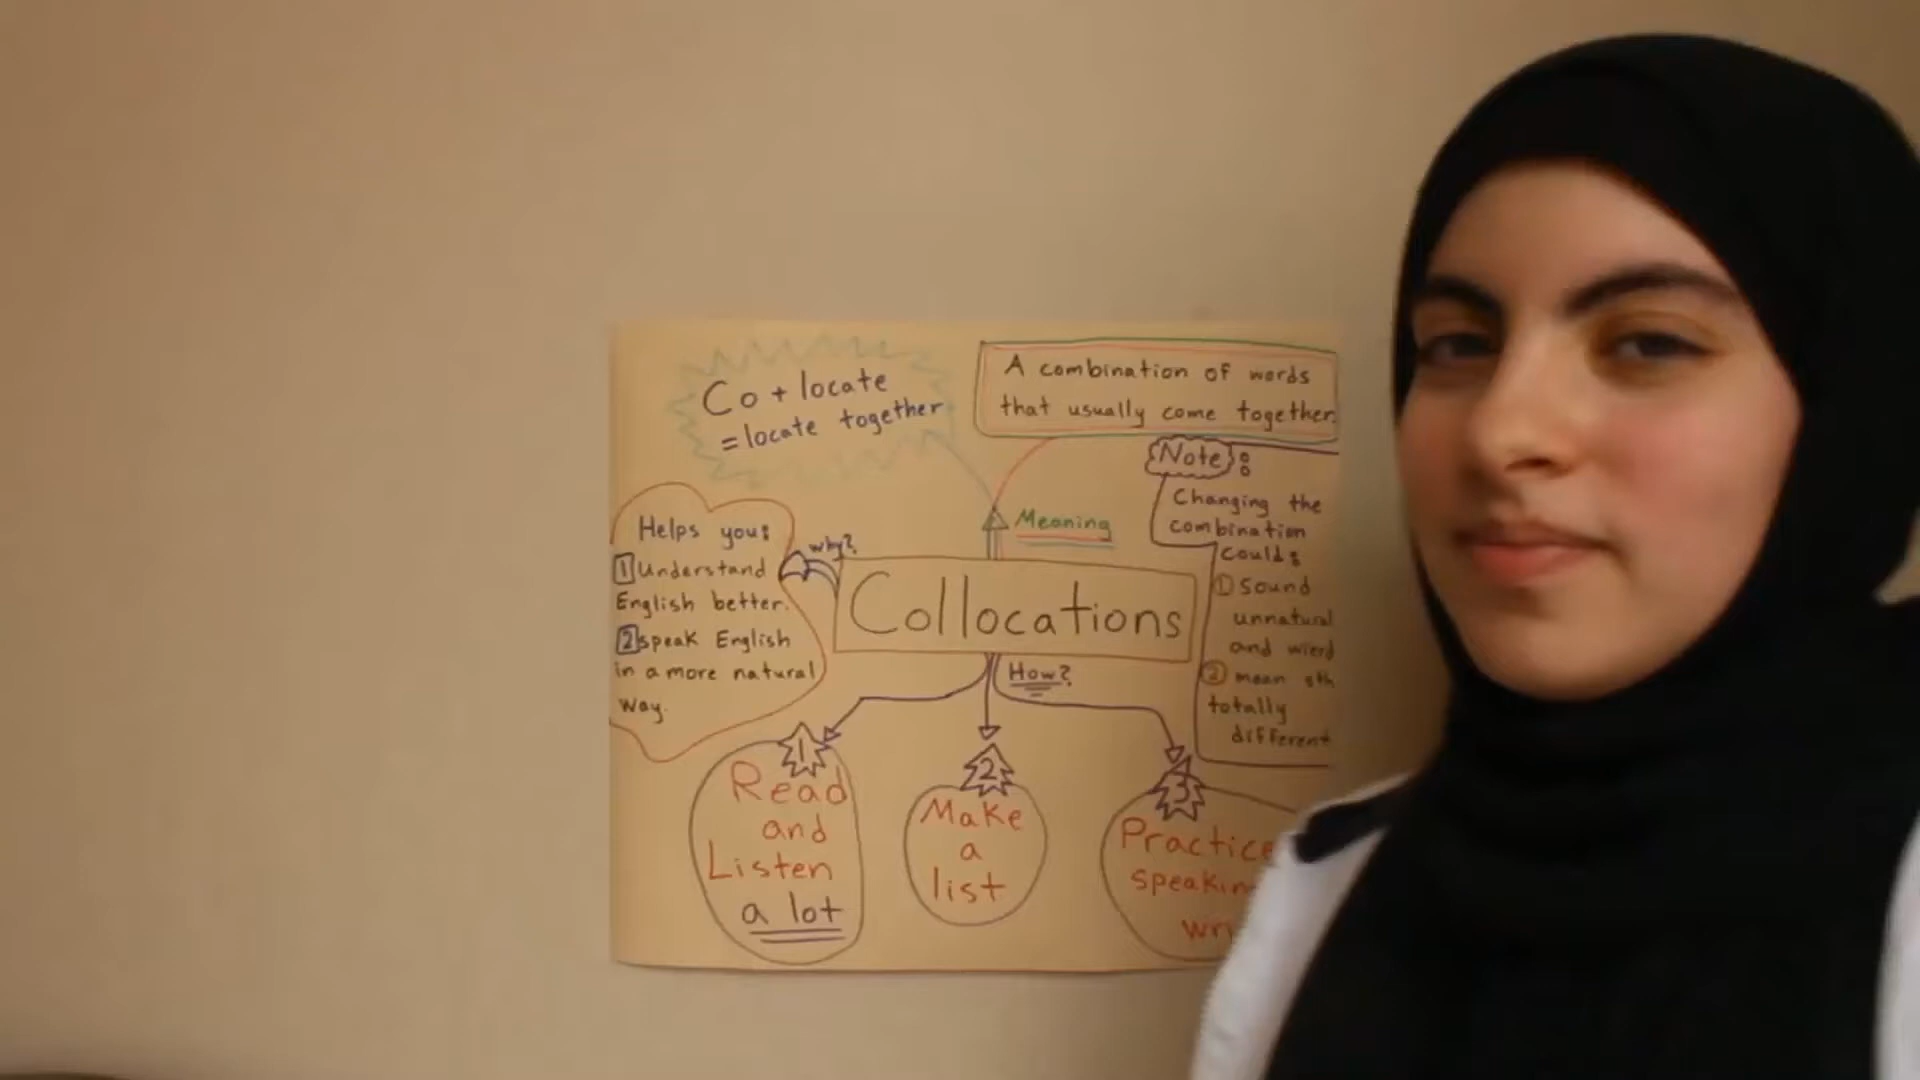 Co + locate
= locate together
A combination of words
that usually come together.
Note:
Changing the
combination
could:
① Sound
unnatural
and wierd
② mean sth
totally
different
Meaning
Helps you:
1 Understand
English better.
2 speak English
in a more natural
way.
why?
Collocations
How?
1
Read
and
Listen
a lot
2
Make
a
list
3
Practice